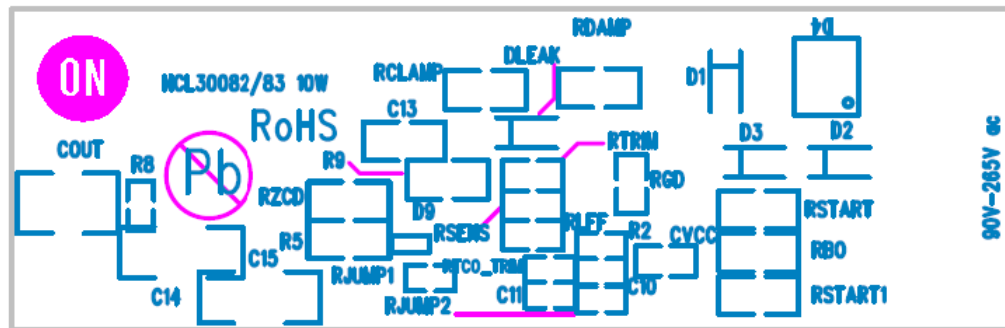 ON
NCL30082/83 10W
RoHS
Pb
RDAMP
D4
DLEAK
RCLAMP
D1
C13
COUT
R8
R9
RTRIM
D3
D2
90V-265V ac
RZCD
D9
RGD
RSENS
RLFF
R2
RSTART
R5
CVCC
RBO
C15
RJUMP1
RTCO_TRIM
C14
C11
C10
RSTART1
RJUMP2